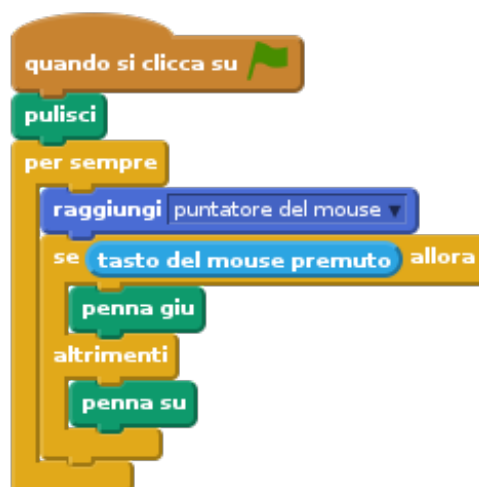 quando si clicca su
pulisci
per sempre
raggiungi puntatore del mouse
se tasto del mouse premuto allora
penna giu
altrimenti
penna su